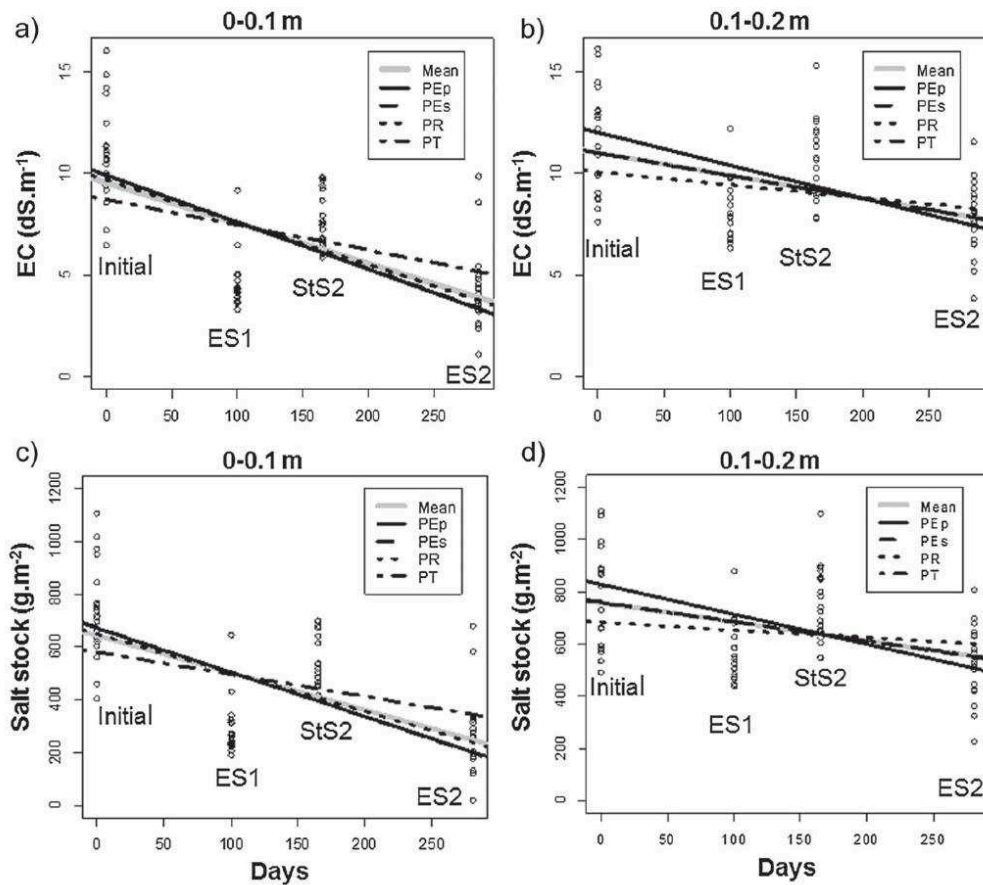 a)
0-0.1 m
EC (dS.m-1)
15
10
5
0
Mean
PEp
PEs
PR
PT
Initial
ES1
StS2
ES2
0 50 100 150 200 250
b)
0.1-0.2 m
EC (dS.m-1)
15
10
5
0
Mean
PEp
PEs
PR
PT
Initial
ES1
StS2
ES2
0 50 100 150 200 250
c)
0-0.1 m
Salt stock (g.m-2)
1200
1000
800
600
400
200
0
Mean
PEp
PEs
PR
PT
Initial
ES1
StS2
ES2
0 50 100 150 200 250
Days
d)
0.1-0.2 m
Salt stock (g.m-2)
1200
1000
800
600
400
200
0
Mean
PEp
PEs
PR
PT
Initial
ES1
StS2
ES2
0 50 100 150 200 250
Days